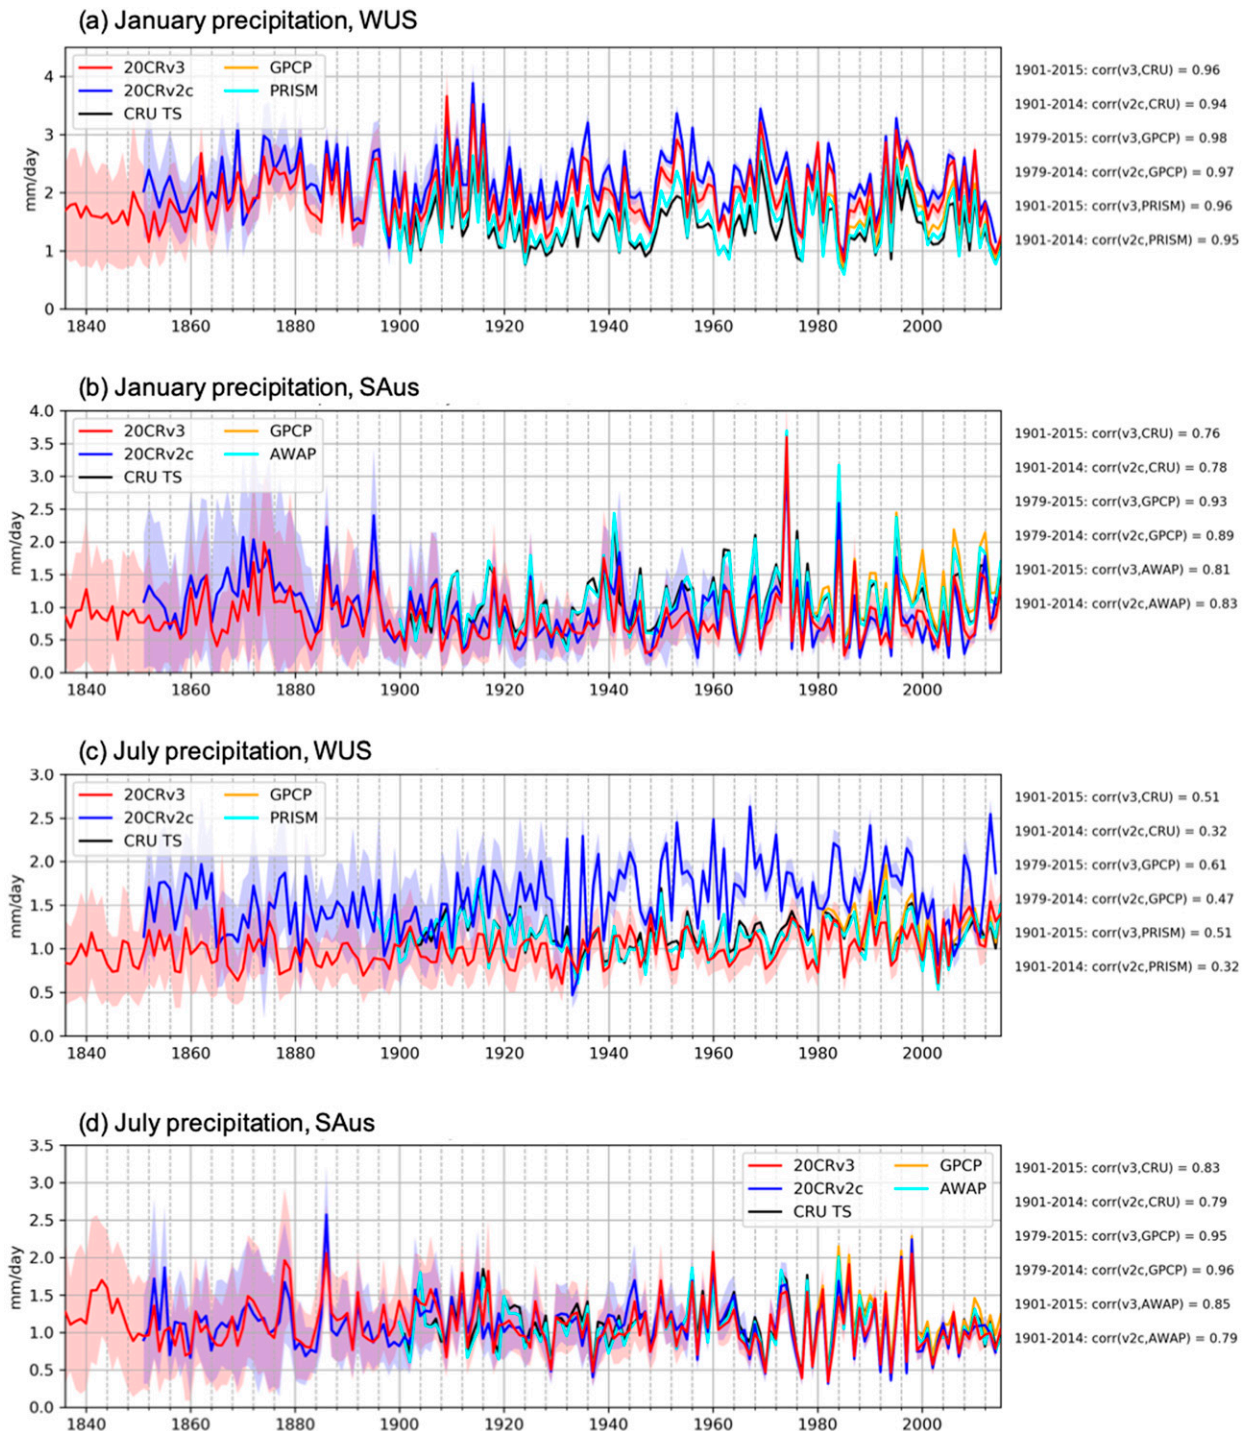 (a) January precipitation, WUS
20CRv3
20CRv2c
CRU TS
GPCP
PRISM
mm/day
4
3
2
1
0
1840 1860 1880 1900 1920 1940 1960 1980 2000
1901-2015: corr(v3,CRU) = 0.96
1901-2014: corr(v2c,CRU) = 0.94
1979-2015: corr(v3,GPCP) = 0.98
1979-2014: corr(v2c,GPCP) = 0.97
1901-2015: corr(v3,PRISM) = 0.96
1901-2014: corr(v2c,PRISM) = 0.95
(b) January precipitation, SAus
20CRv3
20CRv2c
CRU TS
GPCP
AWAP
mm/day
4.0
3.5
3.0
2.5
2.0
1.5
1.0
0.5
0.0
1840 1860 1880 1900 1920 1940 1960 1980 2000
1901-2015: corr(v3,CRU) = 0.76
1901-2014: corr(v2c,CRU) = 0.78
1979-2015: corr(v3,GPCP) = 0.93
1979-2014: corr(v2c,GPCP) = 0.89
1901-2015: corr(v3,AWAP) = 0.81
1901-2014: corr(v2c,AWAP) = 0.83
(c) July precipitation, WUS
20CRv3
20CRv2c
CRU TS
GPCP
PRISM
mm/day
3.0
2.5
2.0
1.5
1.0
0.5
0.0
1840 1860 1880 1900 1920 1940 1960 1980 2000
1901-2015: corr(v3,CRU) = 0.51
1901-2014: corr(v2c,CRU) = 0.32
1979-2015: corr(v3,GPCP) = 0.61
1979-2014: corr(v2c,GPCP) = 0.47
1901-2015: corr(v3,PRISM) = 0.51
1901-2014: corr(v2c,PRISM) = 0.32
(d) July precipitation, SAus
20CRv3
20CRv2c
CRU TS
GPCP
AWAP
mm/day
3.5
3.0
2.5
2.0
1.5
1.0
0.5
0.0
1840 1860 1880 1900 1920 1940 1960 1980 2000
1901-2015: corr(v3,CRU) = 0.83
1901-2014: corr(v2c,CRU) = 0.79
1979-2015: corr(v3,GPCP) = 0.95
1979-2014: corr(v2c,GPCP) = 0.96
1901-2015: corr(v3,AWAP) = 0.85
1901-2014: corr(v2c,AWAP) = 0.79